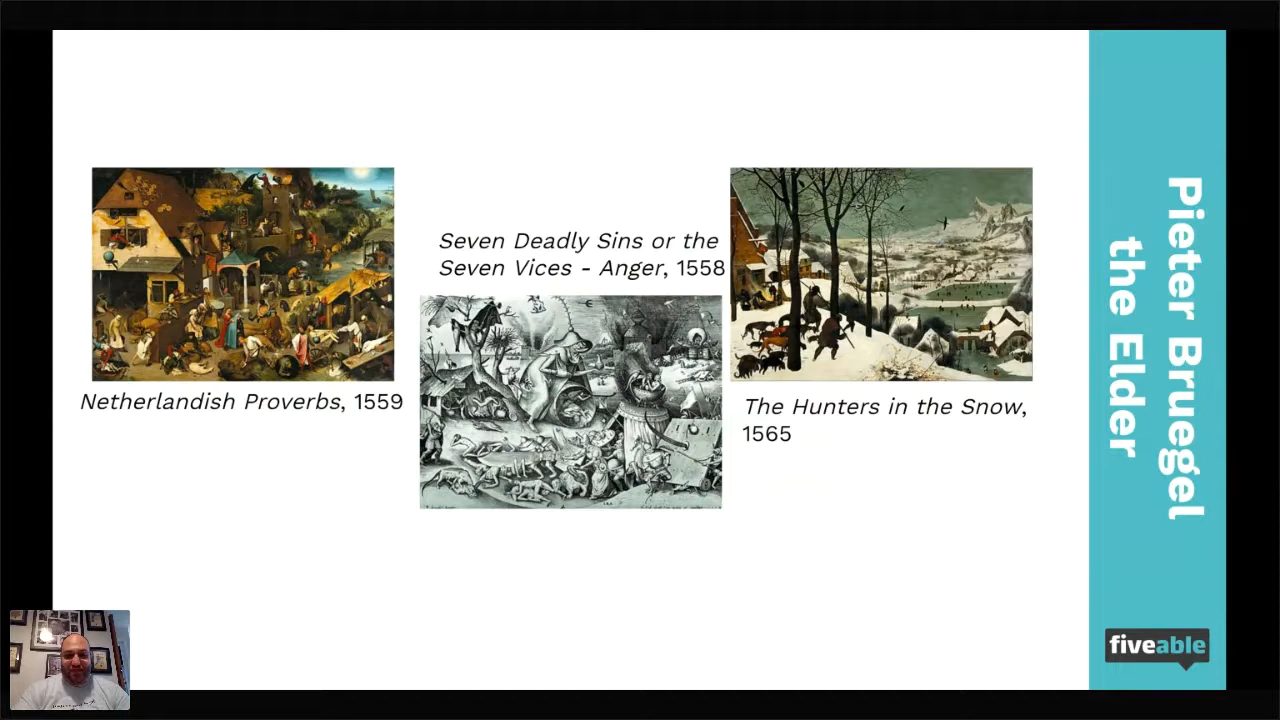 Seven Deadly Sins or the
Seven Vices - Anger, 1558
Netherlandish Proverbs, 1559
The Hunters in the Snow,
1565
Pieter Bruegel
the Elder
fiveable